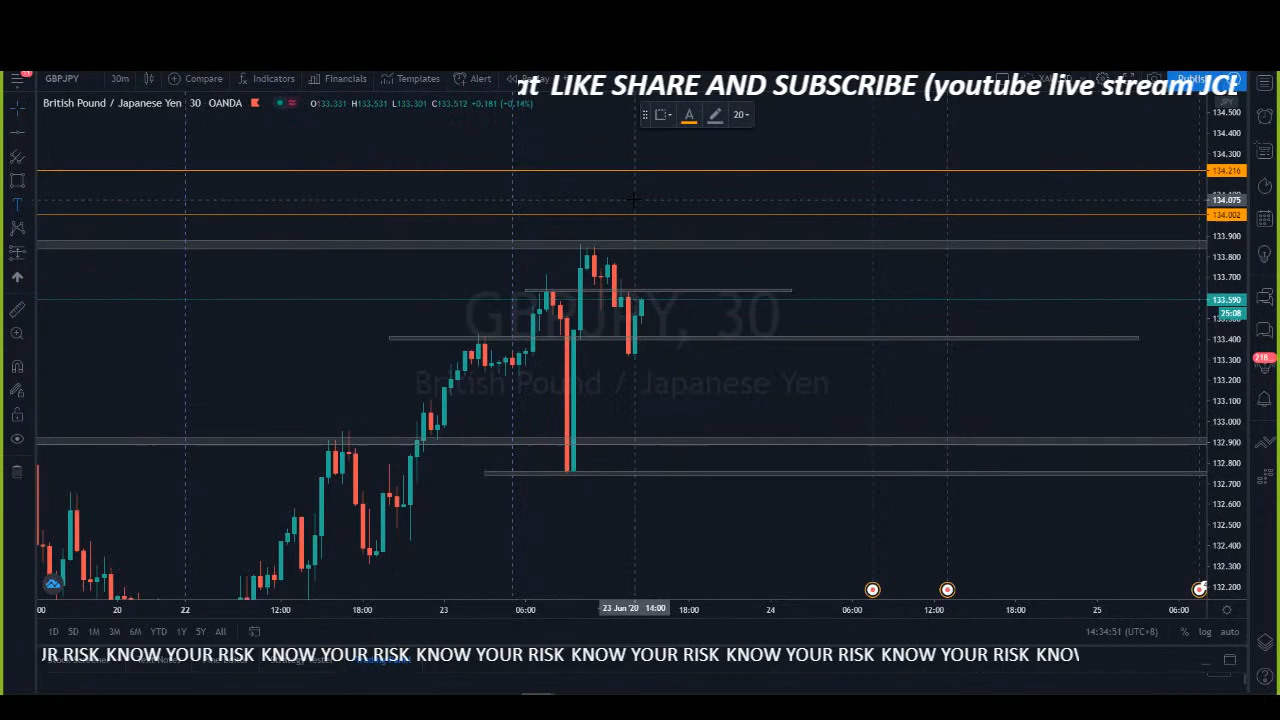 at LIKE SHARE AND SUBSCRIBE (youtube live stream JCE
GBPJPY 30m Compare Indicators Financials Templates Alert Publish
British Pound / Japanese Yen 30 OANDA O133.331 H133.531 L133.301 C133.512 +0.181 (+0.14%)
20
JPY
134.500
134.400
134.300
134.216
134.075
134.002
133.900
133.800
133.700
133.590
25:08
133.400
133.300
133.200
133.100
133.000
132.900
132.800
132.700
132.600
132.500
132.400
132.300
132.200
218
GBPJPY, 30
British Pound / Japanese Yen
00 20 22 12:00 18:00 23 06:00 23 Jun '20 14:00 18:00 24 06:00 12:00 18:00 25 06:00
1D 5D 1M 3M 6M YTD 1Y 5Y All 14:34:51 (UTC+8) % log auto
UR RISK KNOW YOUR RISK KNOW YOUR RISK KNOW YOUR RISK KNOW YOUR RISK KNOW YOUR RISK KNOW